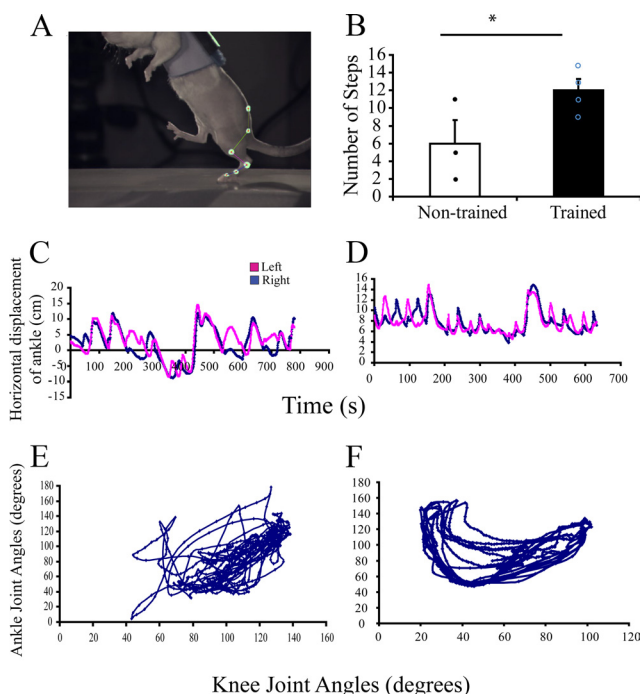 A
B
*
Number of Steps
16
14
12
10
8
6
4
2
0
Non-trained
Trained
C
D
Left
Right
Horizontal displacement
of ankle (cm)
20
15
10
5
0
-5
-10
-15
100 200 300 400 500 600 700 800 900
16
14
12
10
8
6
4
2
0
0 100 200 300 400 500 600 700
Time (s)
E
F
Ankle Joint Angles (degrees)
180
160
140
120
100
80
60
40
20
0
0 20 40 60 80 100 120 140 160
180
160
140
120
100
80
60
40
20
0
0 20 40 60 80 100 120
Knee Joint Angles (degrees)